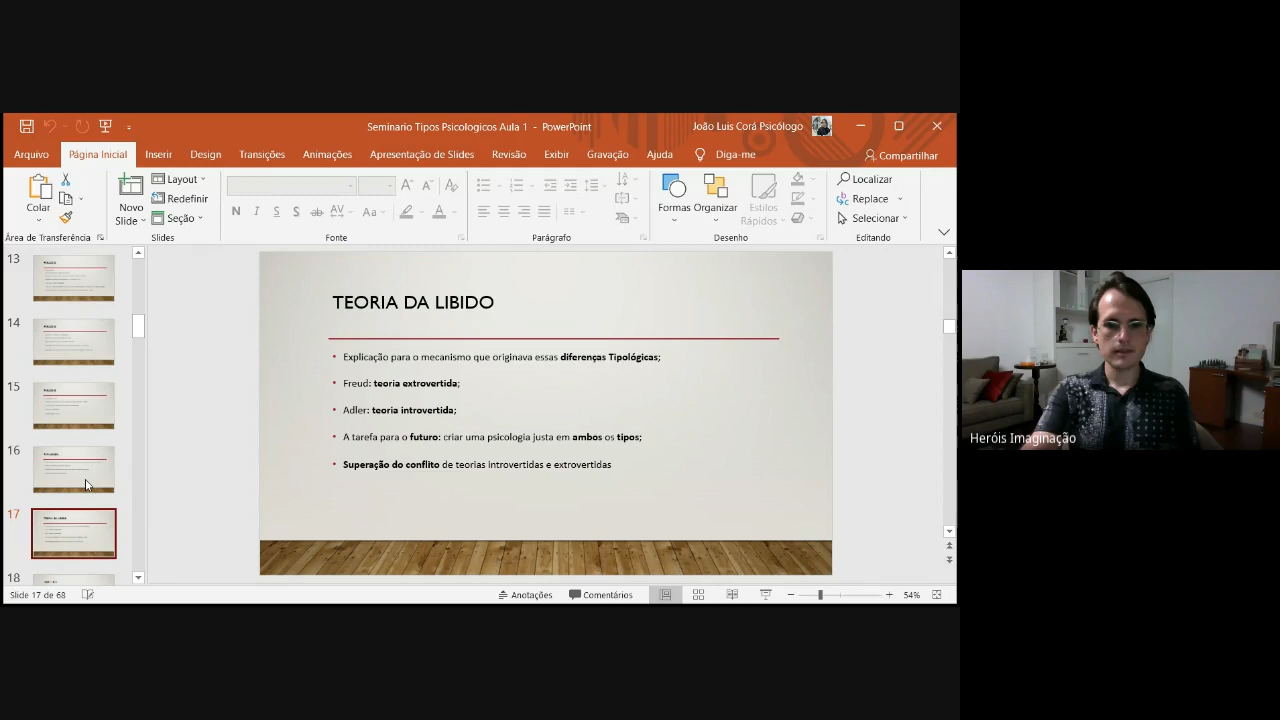 Seminario Tipos Psicologicos Aula 1 - PowerPoint
João Luis Corá Psicólogo
Arquivo Página Inicial Inserir Design Transições Animações Apresentação de Slides Revisão Exibir Gravação Ajuda Diga-me Compartilhar
Colar
Novo
Slide
Layout
Redefinir
Seção
N I S S ab AV Aa A
Formas
Organizar
Estilos
Rápidos
Localizar
Replace
Selecionar
Área de Transferência Slides Fonte Parágrafo Desenho Editando
13
14
15
16
17
18
TEORIA DA LIBIDO
• Explicação para o mecanismo que originava essas diferenças Tipológicas;
• Freud: teoria extrovertida;
• Adler: teoria introvertida;
• A tarefa para o futuro: criar uma psicologia justa em ambos os tipos;
• Superação do conflito de teorias introvertidas e extrovertidas
Slide 17 de 68
Anotações Comentários 54%
Heróis Imaginação